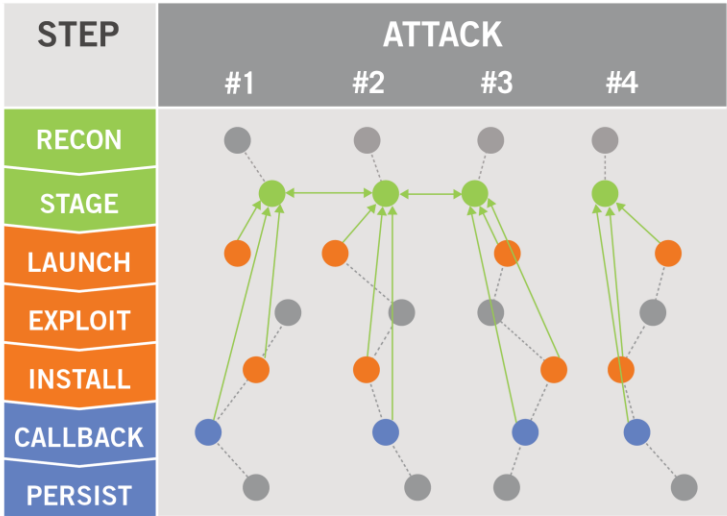 STEP
ATTACK
#1 #2 #3 #4
RECON
STAGE
LAUNCH
EXPLOIT
INSTALL
CALLBACK
PERSIST